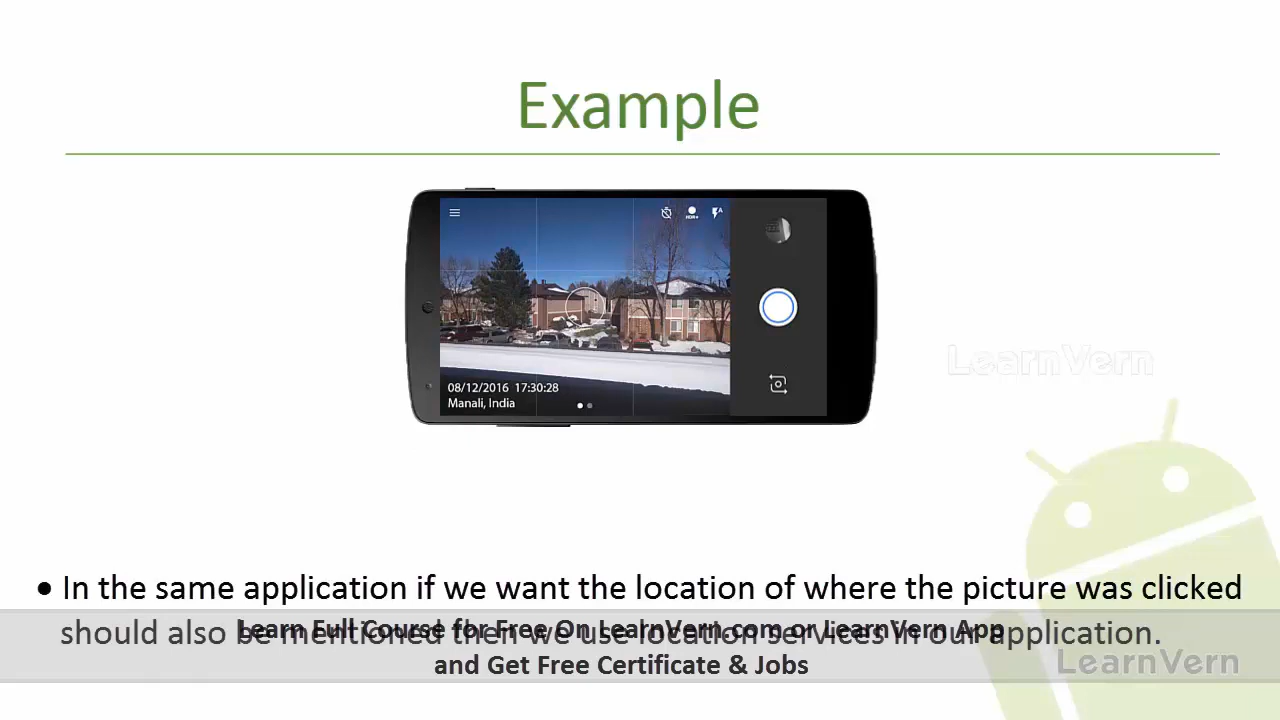 Example
HDR+
A
08/12/2016 17:30:28
Manali, India
LearnVern
• In the same application if we want the location of where the picture was clicked
should also be mentioned then we use location services in our application.
Learn Full Course for Free On LearnVern.com or LearnVern App
and Get Free Certificate & Jobs
LearnVern